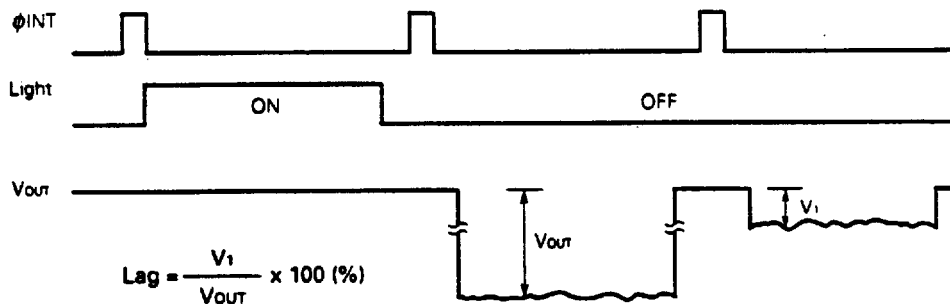 ϕINT
Light
ON
OFF
VOUT
VOUT
V1
Lag = V1 / VOUT x 100 (%)